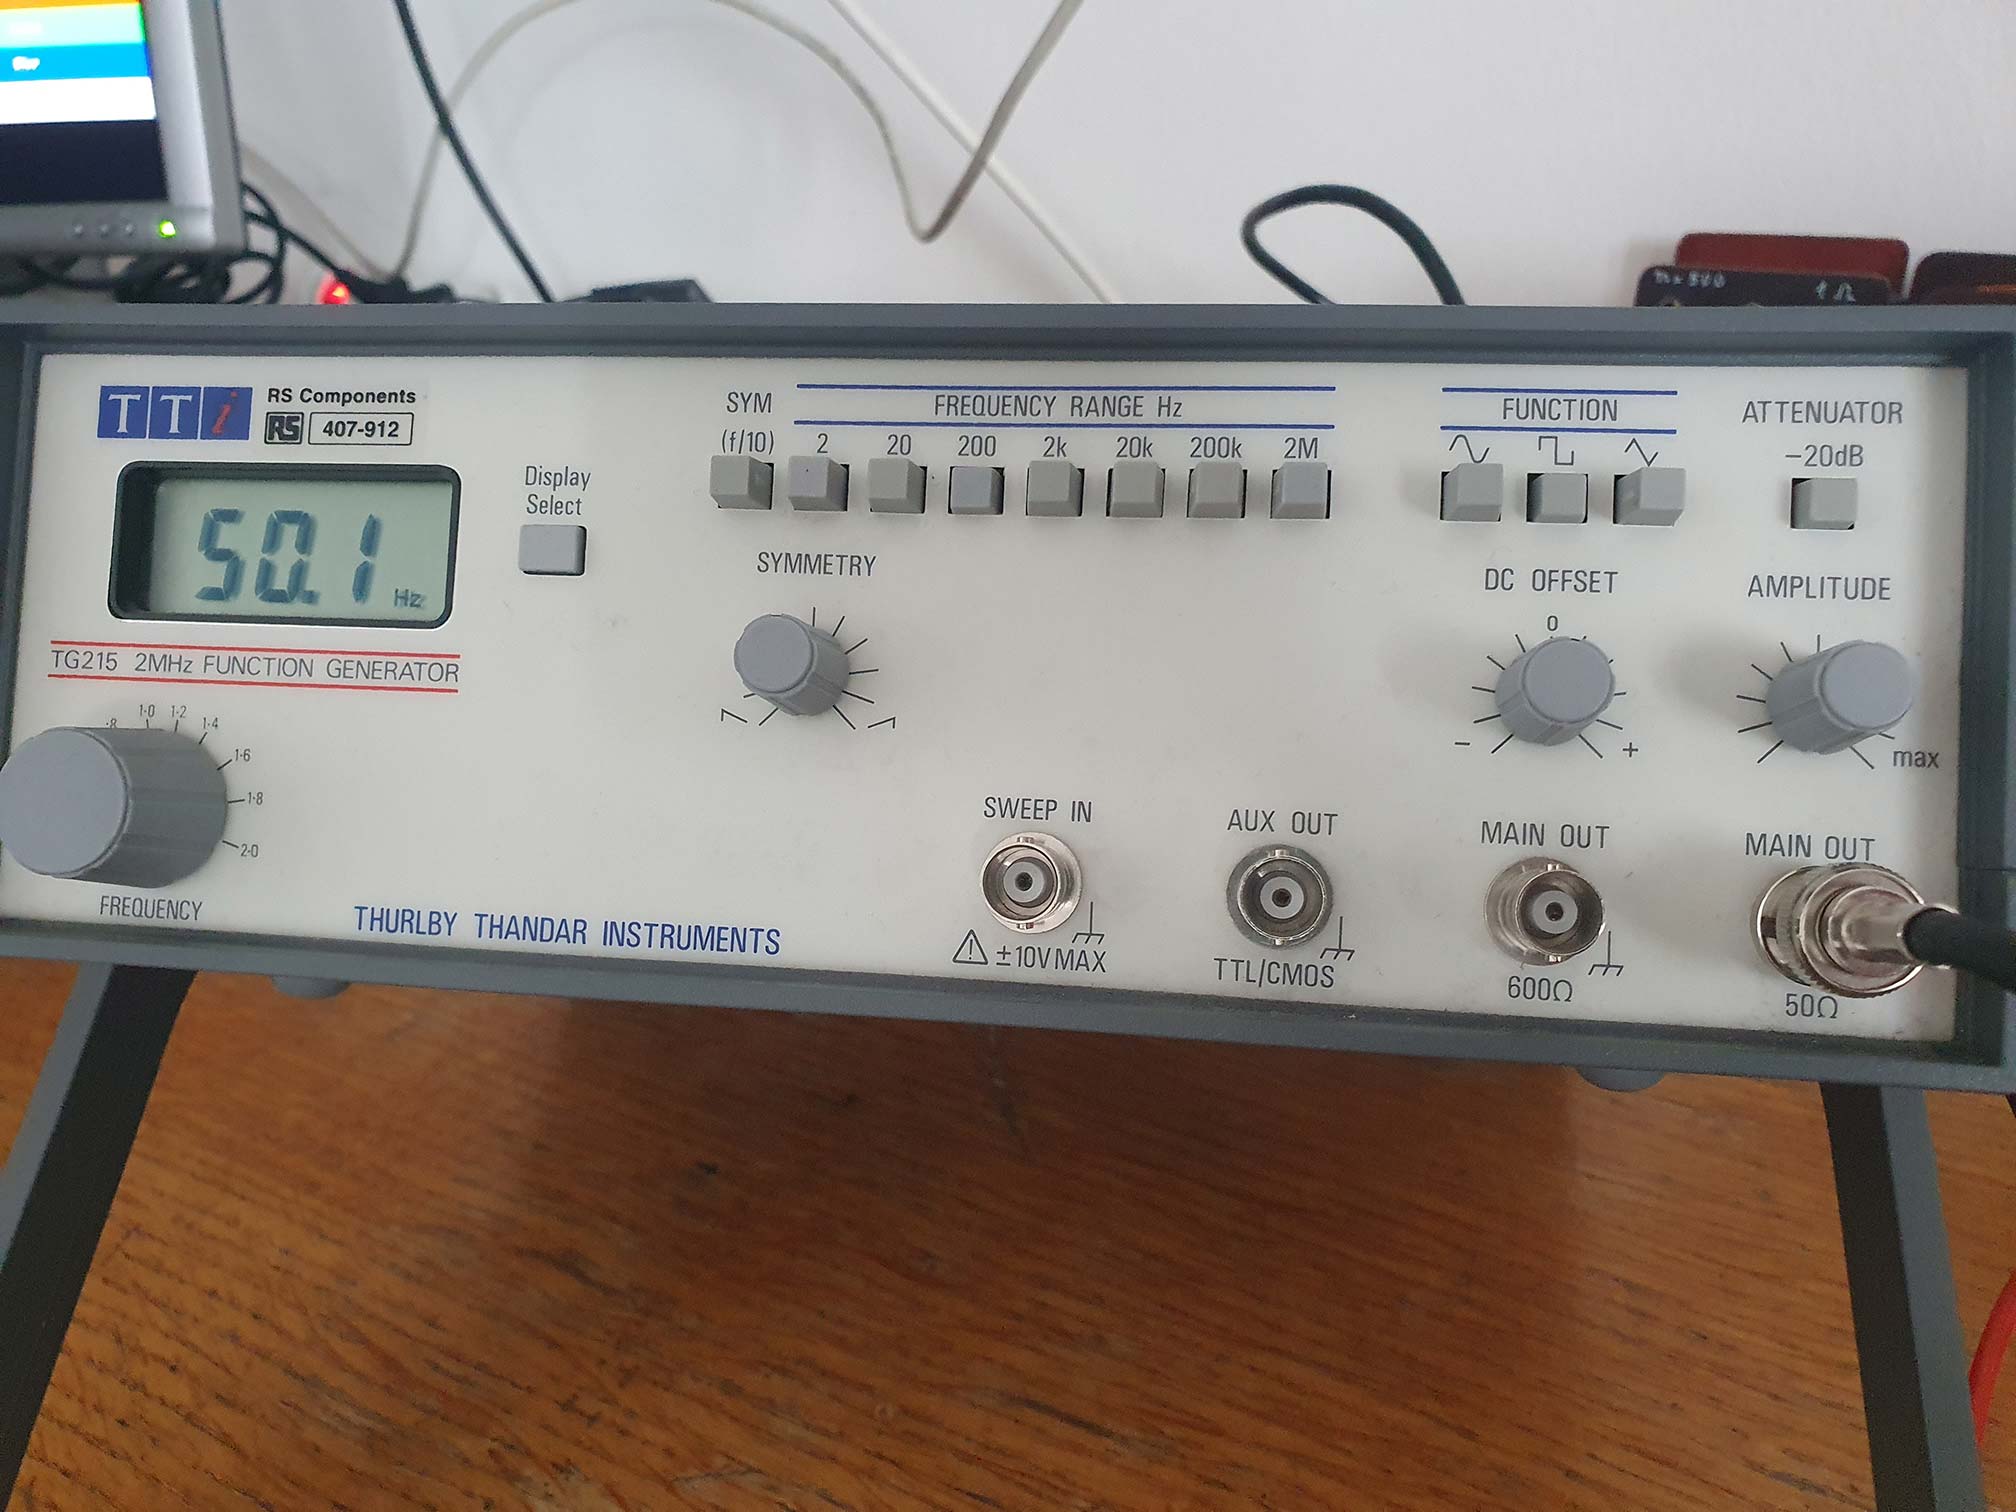 TTi
RS Components
RS 407-912
50.1 Hz
Display
Select
TG215 2MHz FUNCTION GENERATOR
·8 1·0 1·2 1·4 1·6 1·8 2·0
FREQUENCY
THURLBY THANDAR INSTRUMENTS
SYM
(f/10)
FREQUENCY RANGE Hz
2 20 200 2k 20k 200k 2M
SYMMETRY
FUNCTION
ATTENUATOR
-20dB
DC OFFSET
0
- +
AMPLITUDE
max
SWEEP IN
±10V MAX
AUX OUT
TTL/CMOS
MAIN OUT
600Ω
MAIN OUT
50Ω
1 Ω